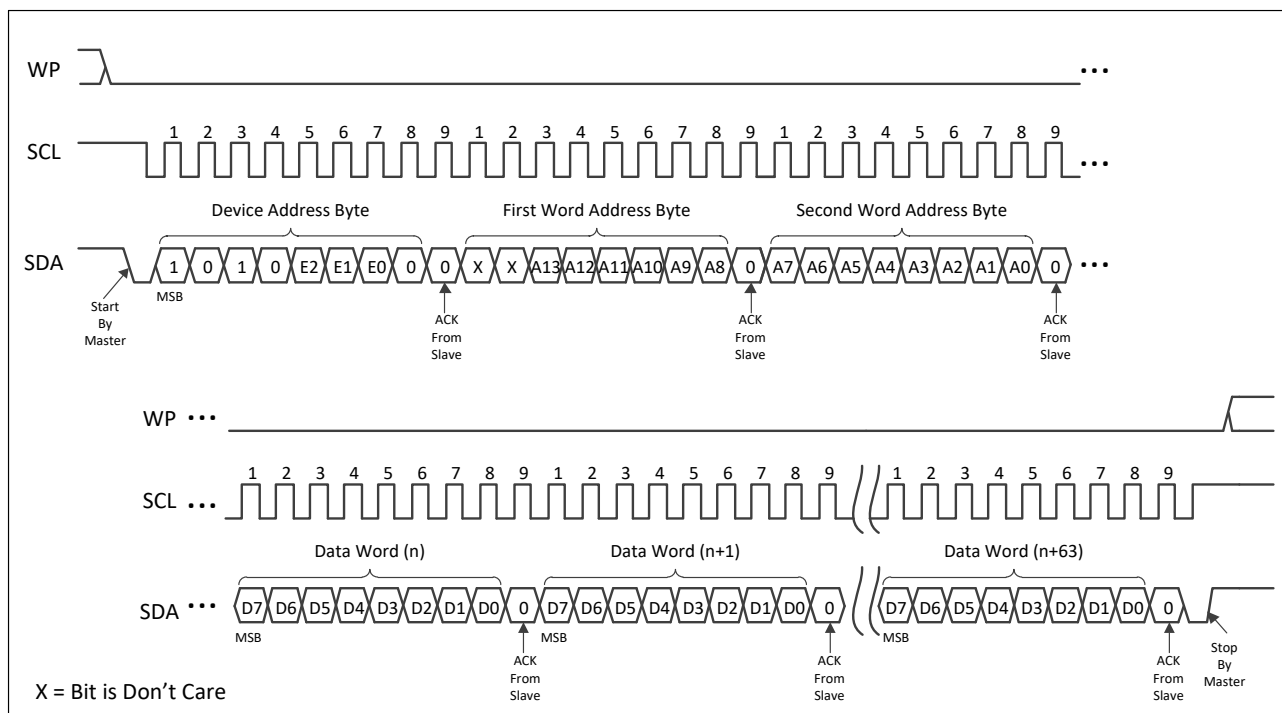 WP ...
1 2 3 4 5 6 7 8 9 1 2 3 4 5 6 7 8 9 1 2 3 4 5 6 7 8 9
SCL ...
Device Address Byte First Word Address Byte Second Word Address Byte
SDA 1 0 1 0 E2 E1 E0 0 0 X X A13 A12 A11 A10 A9 A8 0 A7 A6 A5 A4 A3 A2 A1 A0 0 ...
MSB
Start
By
Master
ACK
From
Slave
ACK
From
Slave
ACK
From
Slave
WP ...
1 2 3 4 5 6 7 8 9 1 2 3 4 5 6 7 8 9 1 2 3 4 5 6 7 8 9
SCL ...
Data Word (n) Data Word (n+1) Data Word (n+63)
SDA ... D7 D6 D5 D4 D3 D2 D1 D0 0 D7 D6 D5 D4 D3 D2 D1 D0 0 D7 D6 D5 D4 D3 D2 D1 D0 0
MSB MSB MSB
ACK
From
Slave
ACK
From
Slave
ACK
From
Slave
Stop
By
Master
X = Bit is Don't Care